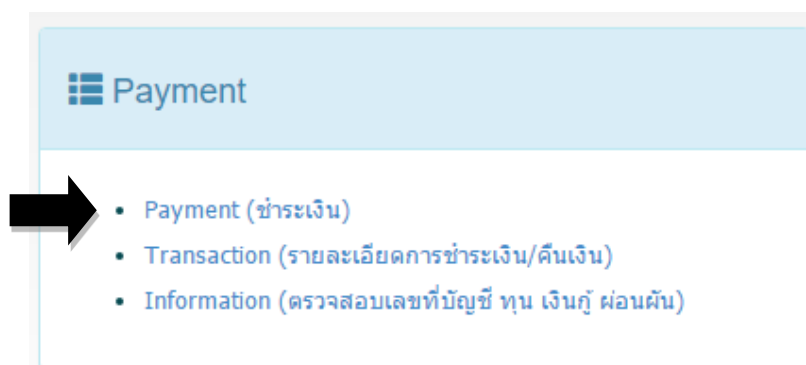 Payment
Payment (ชำระเงิน)
Transaction (รายละเอียดการชำระเงิน/คืนเงิน)
Information (ตรวจสอบเลขที่บัญชี ทุน เงินกู้ ผ่อนผัน)